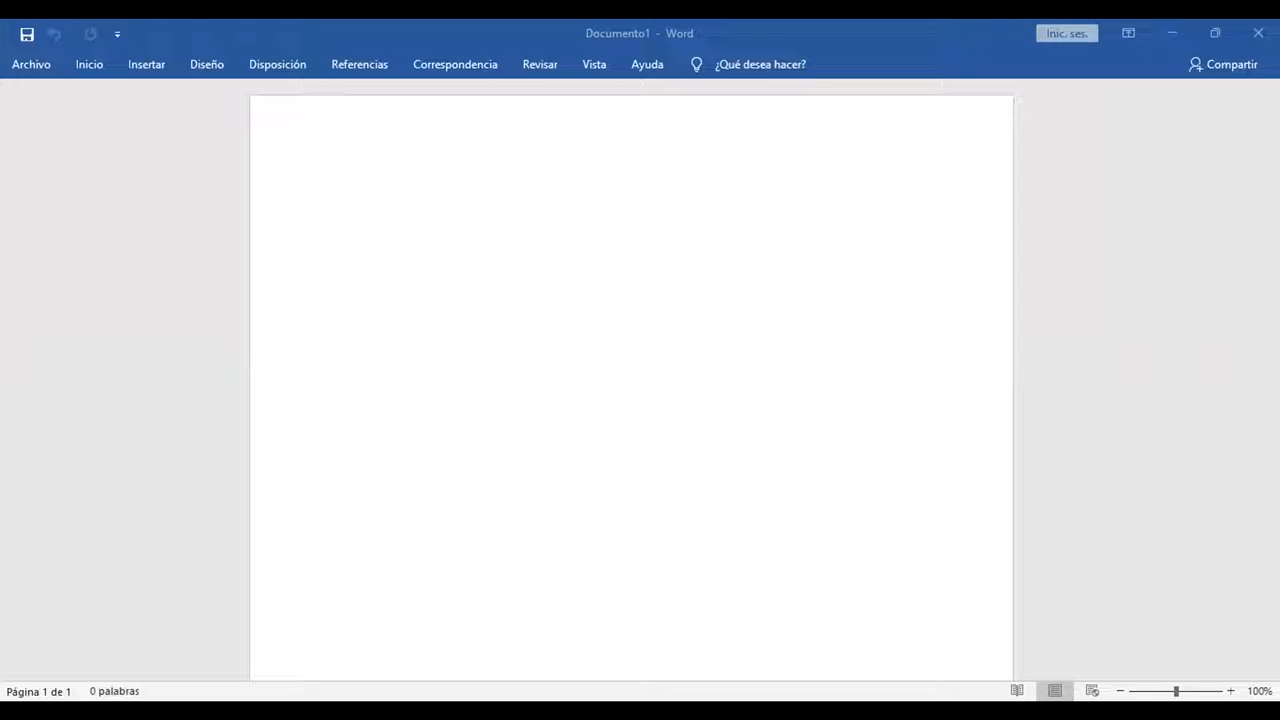 Documento1 - Word
Inic. ses.
Archivo Inicio Insertar Diseño Disposición Referencias Correspondencia Revisar Vista Ayuda ¿Qué desea hacer? Compartir
Página 1 de 1 0 palabras 100%